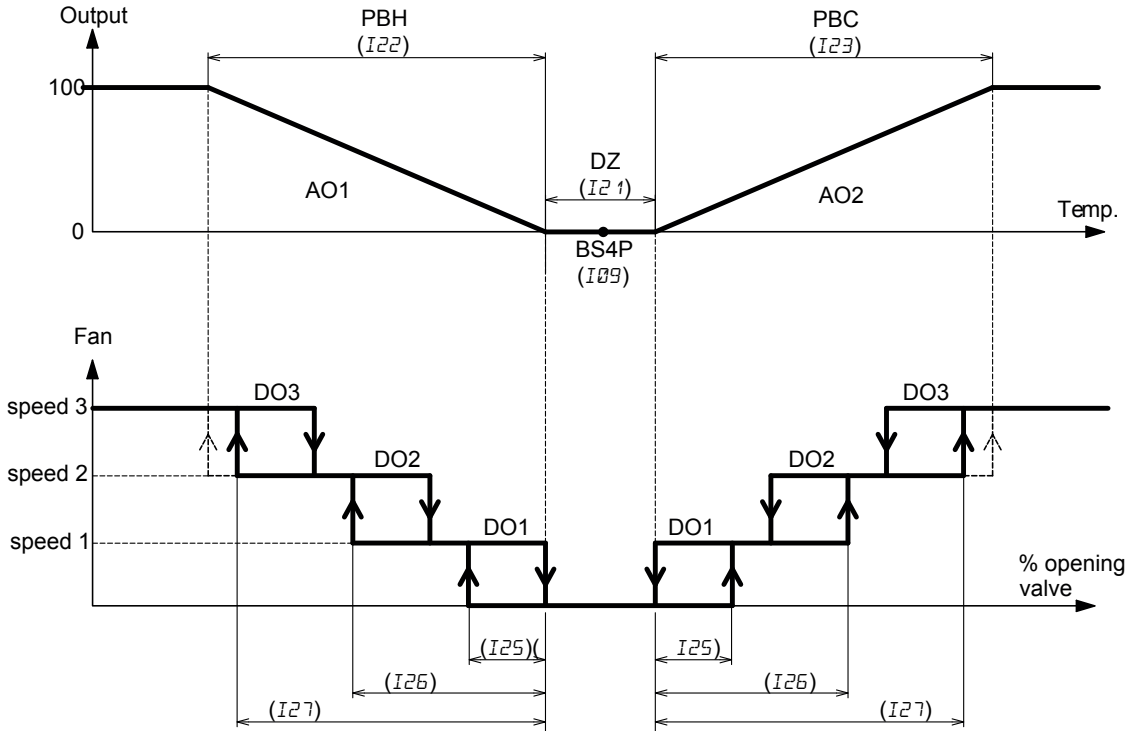 Output
PBH
PBC
(I22)
(I23)
100
DZ
(I21)
AO1
AO2
Temp.
0
BS4P
(I09)
Fan
DO3
DO3
speed 3
DO2
DO2
speed 2
DO1
DO1
speed 1
% opening
valve
(I25)(
I25)
(I26)
(I26)
(I27)
(I27)